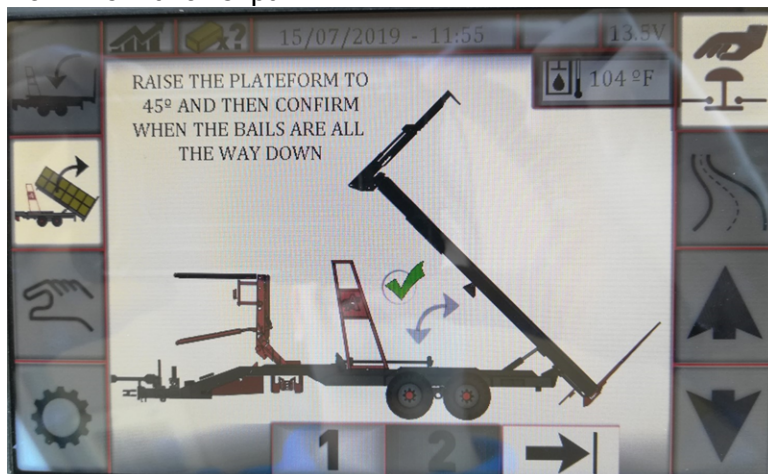 x?
15/07/2019 - 11:55
13.5V
104 ºF
RAISE THE PLATEFORM TO
45º AND THEN CONFIRM
WHEN THE BAILS ARE ALL
THE WAY DOWN
1
2